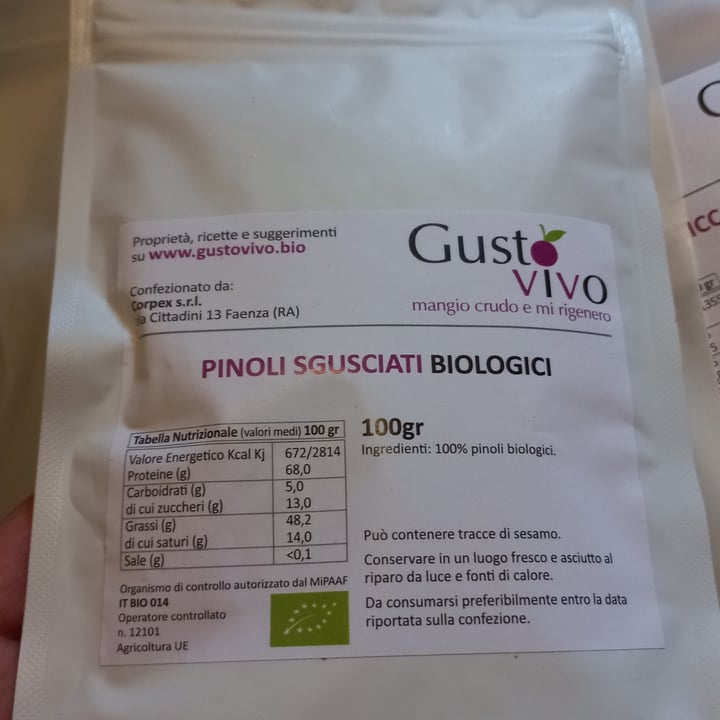 Proprietà, ricette e suggerimenti
su www.gustovivo.bio
Gusto
vivo
mangio crudo e mi rigenero
Confezionato da:
Corpex s.r.l.
Cittadini 13 Faenza (RA)
PINOLI SGUSCIATI BIOLOGICI
Tabella Nutrizionale (valori medi) 100 gr
Valore Energetico Kcal Kj 672/2814
Proteine (g) 68,0
Carboidrati (g) 5,0
di cui zuccheri (g) 13,0
Grassi (g) 48,2
di cui saturi (g) 14,0
Sale (g) <0,1
100gr
Ingredienti: 100% pinoli biologici.
Può contenere tracce di sesamo.
Conservare in un luogo fresco e asciutto al
riparo da luce e fonti di calore.
Da consumarsi preferibilmente entro la data
riportata sulla confezione.
Organismo di controllo autorizzato dal MiPAAF
IT BIO 014
Operatore controllato
n. 12101
Agricoltura UE